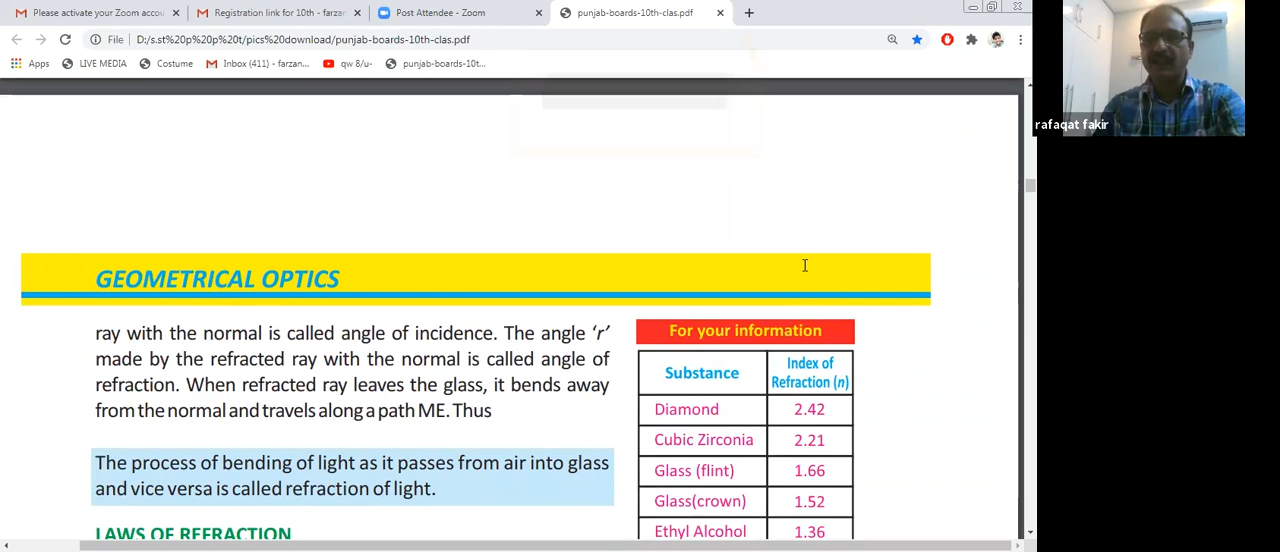 Please activate your Zoom accou
Registration link for 10th - farzan
Post Attendee - Zoom
punjab-boards-10th-clas.pdf
File
D:/s.st%20p%20p%20t/pics%20download/punjab-boards-10th-clas.pdf
Apps
LIVE MEDIA
Costume
Inbox (411) - farzan...
qw 8/u-
punjab-boards-10t...
rafaqat fakir
GEOMETRICAL OPTICS
ray with the normal is called angle of incidence. The angle ‘r’
made by the refracted ray with the normal is called angle of
refraction. When refracted ray leaves the glass, it bends away
from the normal and travels along a path ME. Thus
The process of bending of light as it passes from air into glass
and vice versa is called refraction of light.
LAWS OF REFRACTION
For your information
Substance
Index of
Refraction (n)
Diamond 2.42
Cubic Zirconia 2.21
Glass (flint) 1.66
Glass(crown) 1.52
Ethyl Alcohol 1.36